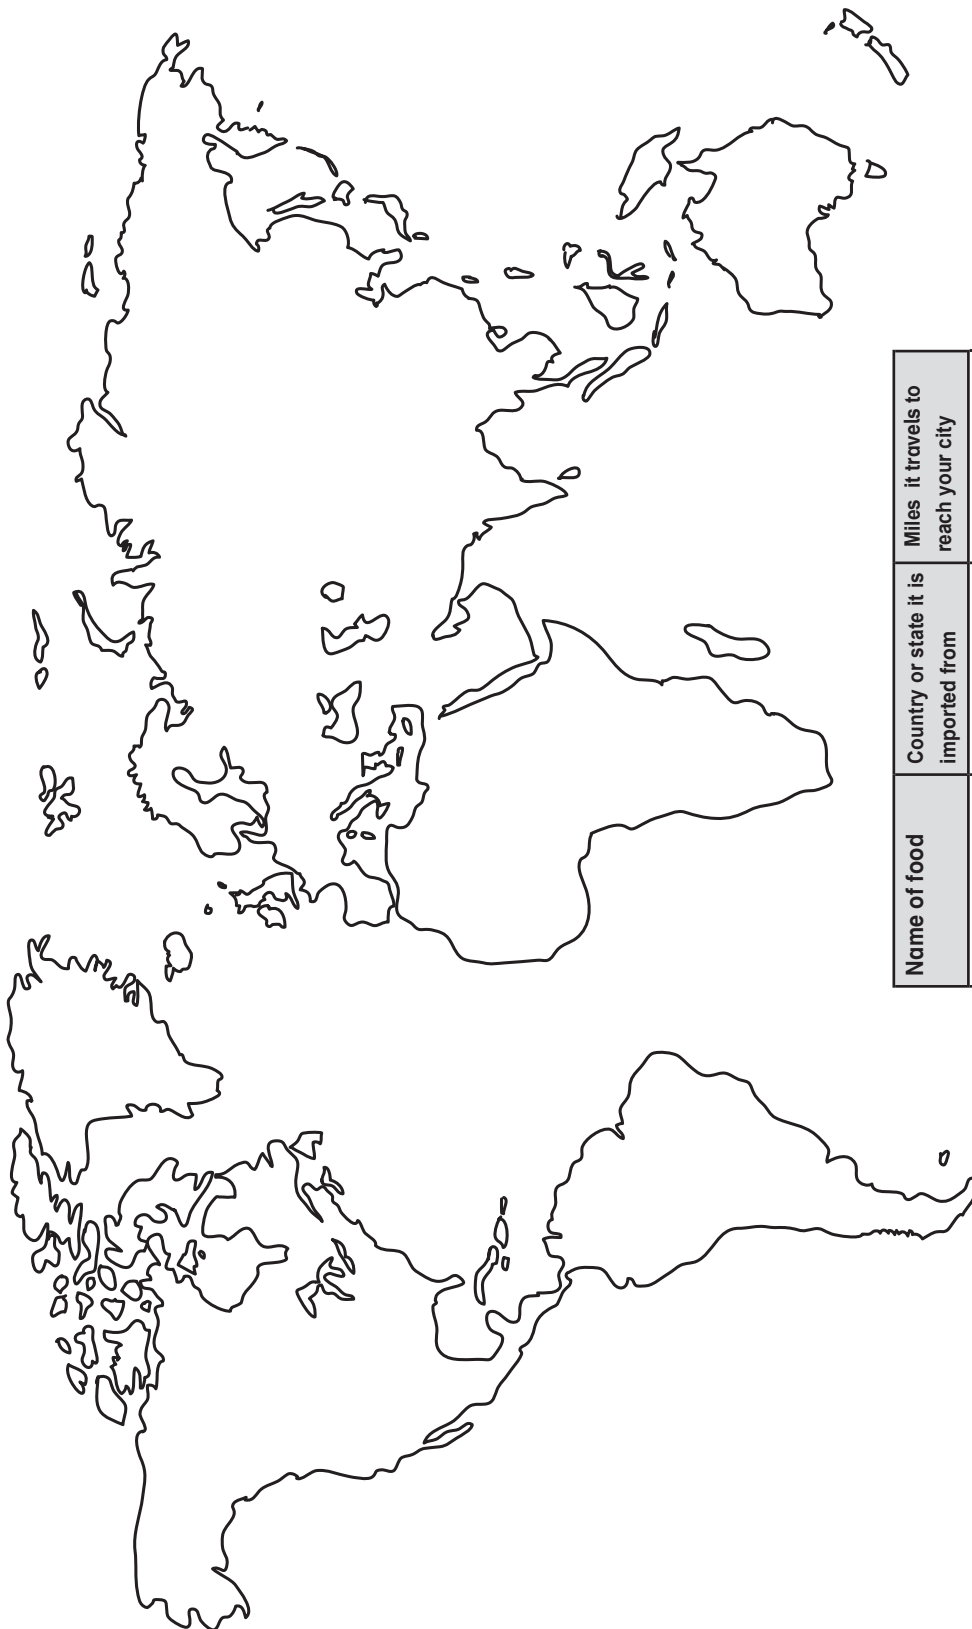 Name of food
Country or state it is
imported from
Miles it travels to
reach your city